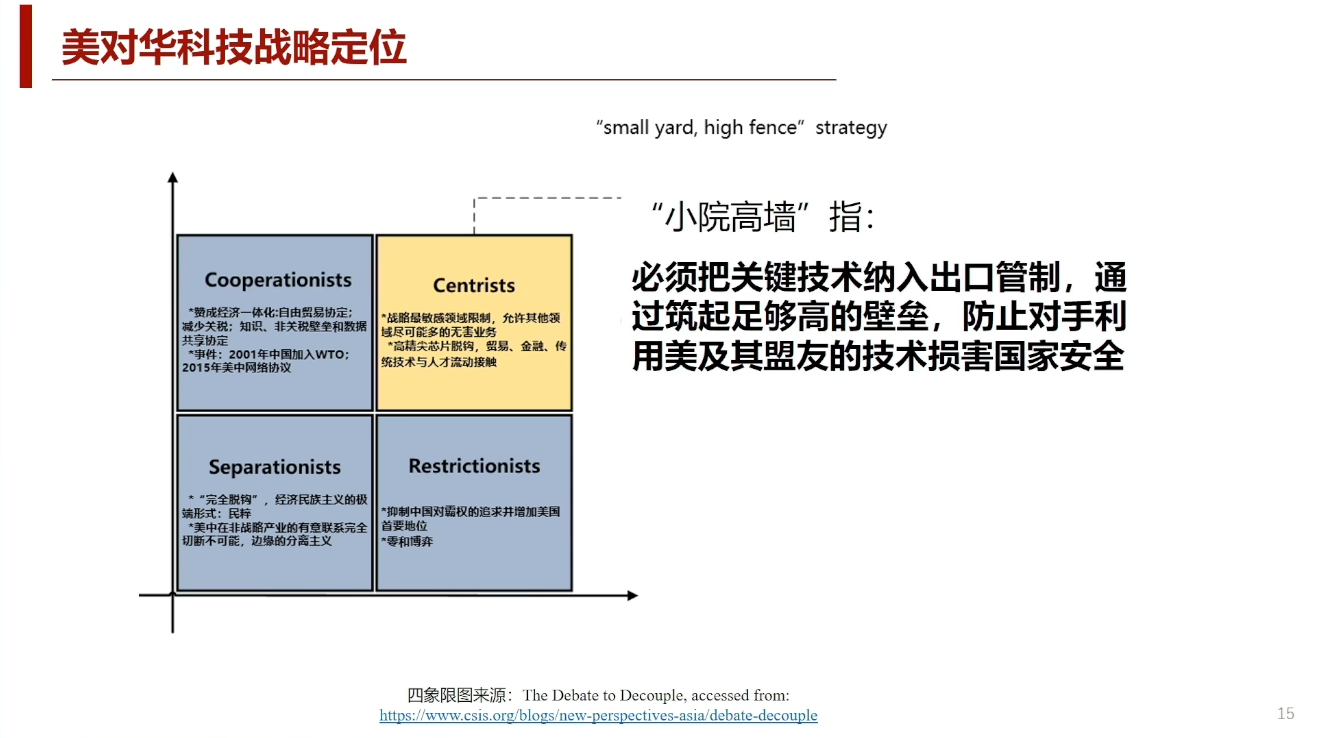 美对华科技战略定位
“small yard, high fence” strategy
“小院高墙”指：
必须把关键技术纳入出口管制，通
过筑起足够高的壁垒，防止对手利
用美及其盟友的技术损害国家安全
Cooperationists
*赞成经济一体化:自由贸易协定；
减少关税；知识、非关税壁垒和数据
共享协定
*事件：2001年中国加入WTO；
2015年美中网络协议
Centrists
*战略最敏感领域限制，允许其他领
域尽可能多的无害业务
*高精尖芯片脱钩，贸易、金融、传
统技术与人才流动接触
Separationists
*“完全脱钩”，经济民族主义的极
端形式：民粹
*美中在非战略产业的有意联系完全
切断不可能，边缘的分离主义
Restrictionists
*抑制中国对霸权的追求并增加美国
首要地位
*零和博弈
四象限图来源：The Debate to Decouple, accessed from:
https://www.csis.org/blogs/new-perspectives-asia/debate-decouple
15